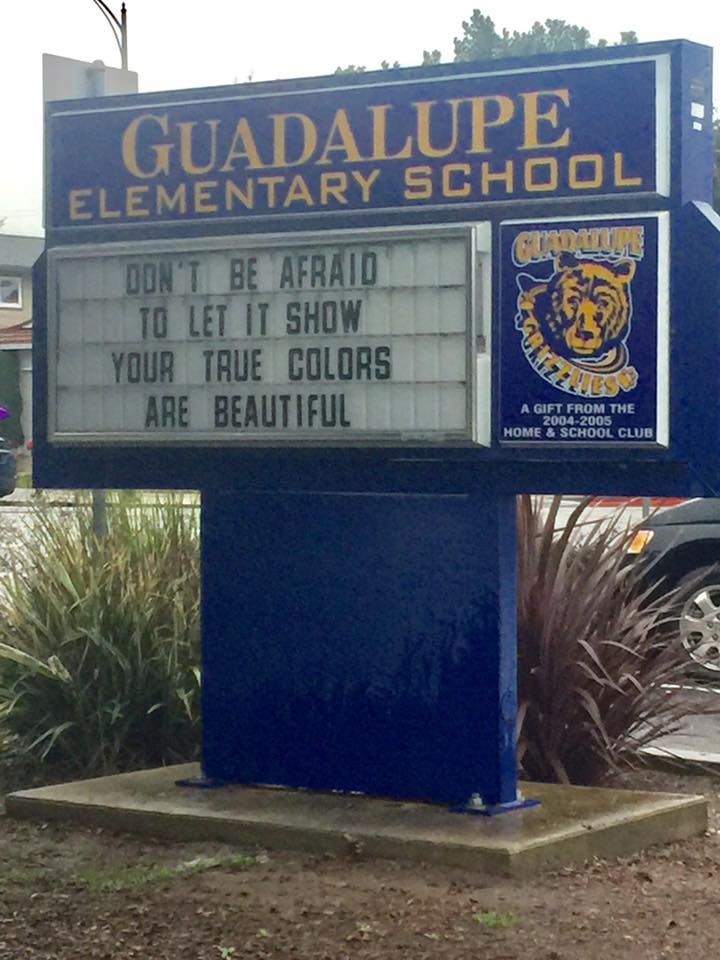 GUADALUPE
ELEMENTARY SCHOOL
DON'T BE AFRAID
TO LET IT SHOW
YOUR TRUE COLORS
ARE BEAUTIFUL
GUADALUPE
GRIZZLIES
A GIFT FROM THE
2004-2005
HOME & SCHOOL CLUB